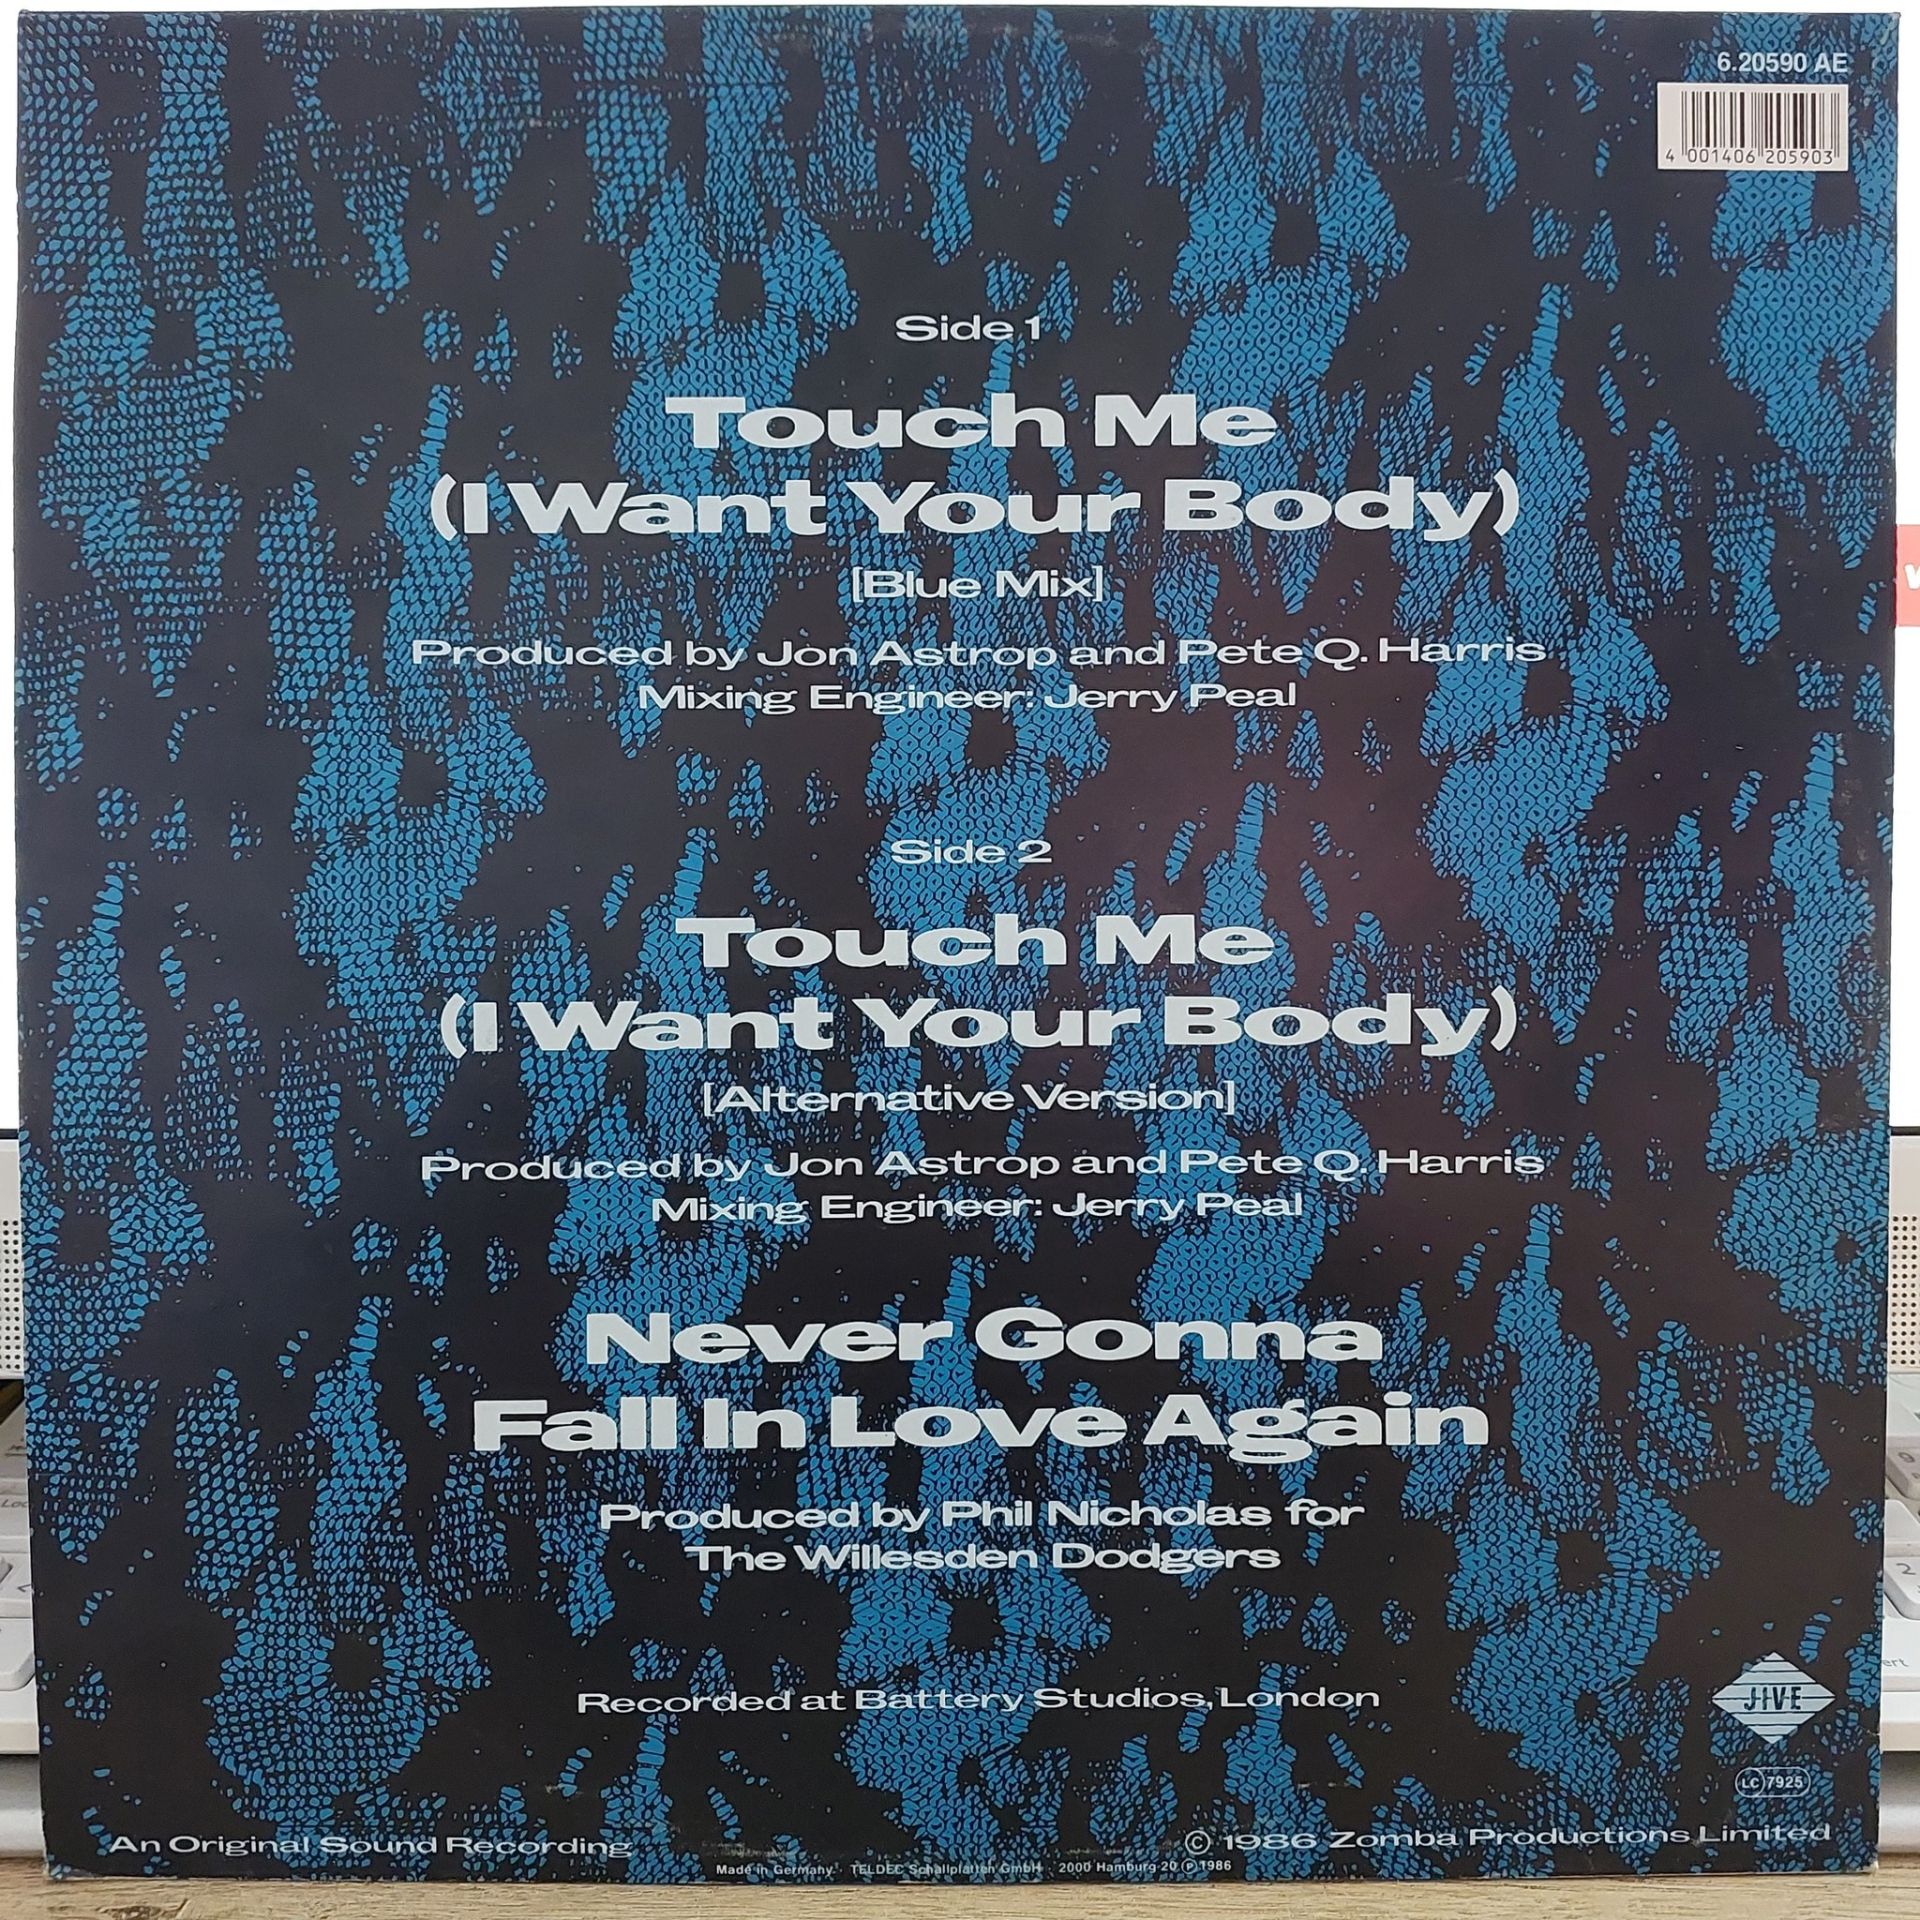 6.20590 AE
4 001406 205903
Side 1
Touch Me
(I Want Your Body)
[Blue Mix]
Produced by Jon Astrop and Pete Q. Harris
Mixing Engineer: Jerry Peal
Side 2
Touch Me
(I Want Your Body)
[Alternative Version]
Produced by Jon Astrop and Pete Q. Harris
Mixing Engineer: Jerry Peal
Never Gonna
Fall In Love Again
Produced by Phil Nicholas for
The Willesden Dodgers
Recorded at Battery Studios, London
JIVE
LC 7925
An Original Sound Recording
© 1986 Zomba Productions Limited
Made in Germany · TELDEC Schallplatten GmbH · 2000 Hamburg 20 ℗ 1986